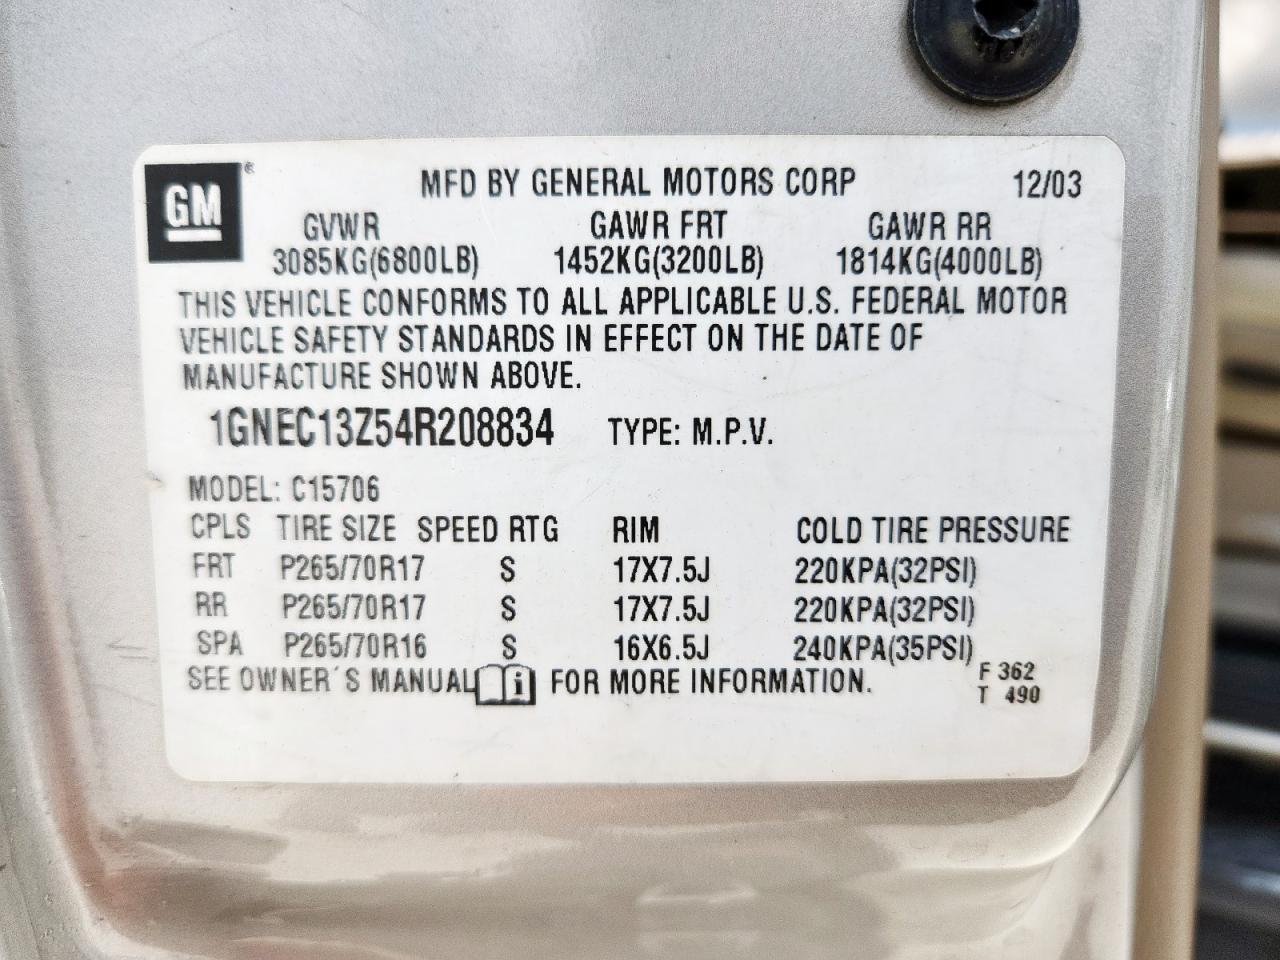 GM®
MFD BY GENERAL MOTORS CORP 12/03
GVWR GAWR FRT GAWR RR
3085KG(6800LB) 1452KG(3200LB) 1814KG(4000LB)
THIS VEHICLE CONFORMS TO ALL APPLICABLE U.S. FEDERAL MOTOR
VEHICLE SAFETY STANDARDS IN EFFECT ON THE DATE OF
MANUFACTURE SHOWN ABOVE.
1GNEC13Z54R208834 TYPE: M.P.V.
MODEL: C15706
CPLS TIRE SIZE SPEED RTG RIM COLD TIRE PRESSURE
FRT P265/70R17 S 17X7.5J 220KPA(32PSI)
RR P265/70R17 S 17X7.5J 220KPA(32PSI)
SPA P265/70R16 S 16X6.5J 240KPA(35PSI)
SEE OWNER´S MANUAL i FOR MORE INFORMATION.
F 362
T 490